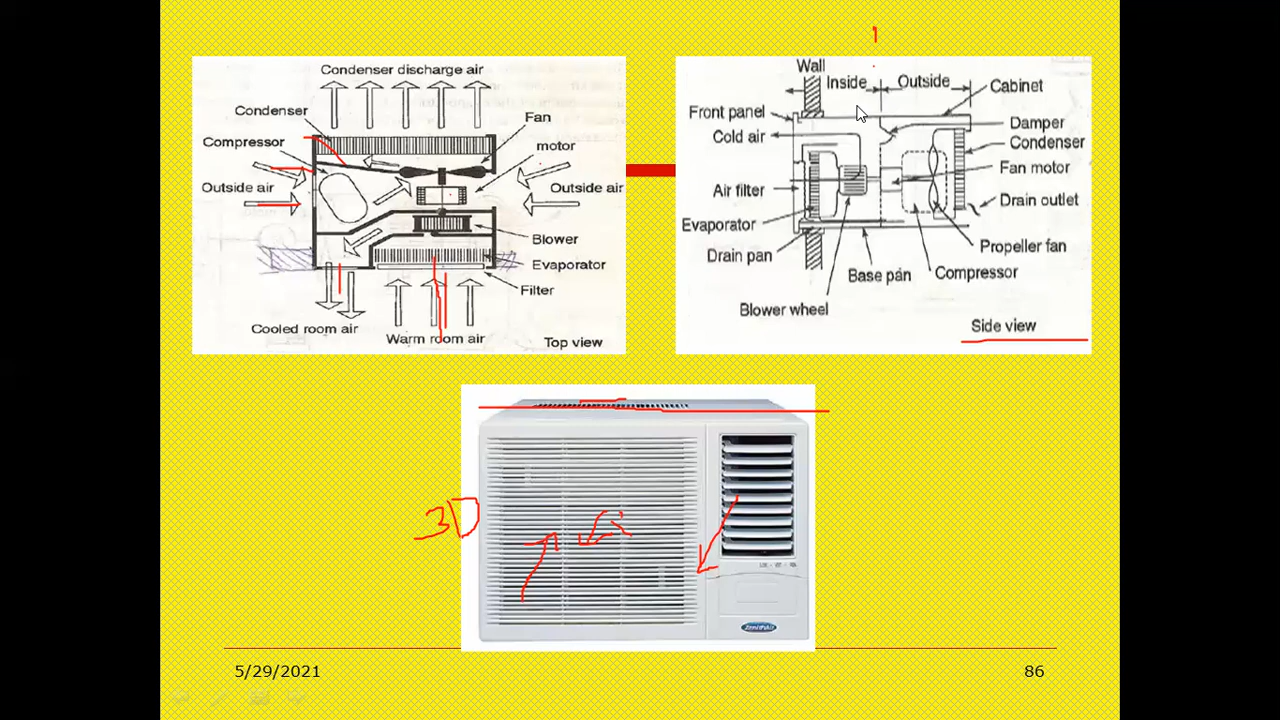 Condenser discharge air
Condenser
Fan
Compressor
motor
Outside air
Outside air
Blower
Evaporator
Filter
Cooled room air
Warm room air
Top view
Wall
Inside
Outside
Cabinet
Front panel
Damper
Cold air
Condenser
Fan motor
Air filter
Drain outlet
Evaporator
Propeller fan
Drain pan
Base pan
Compressor
Blower wheel
Side view
3D
5/29/2021
86